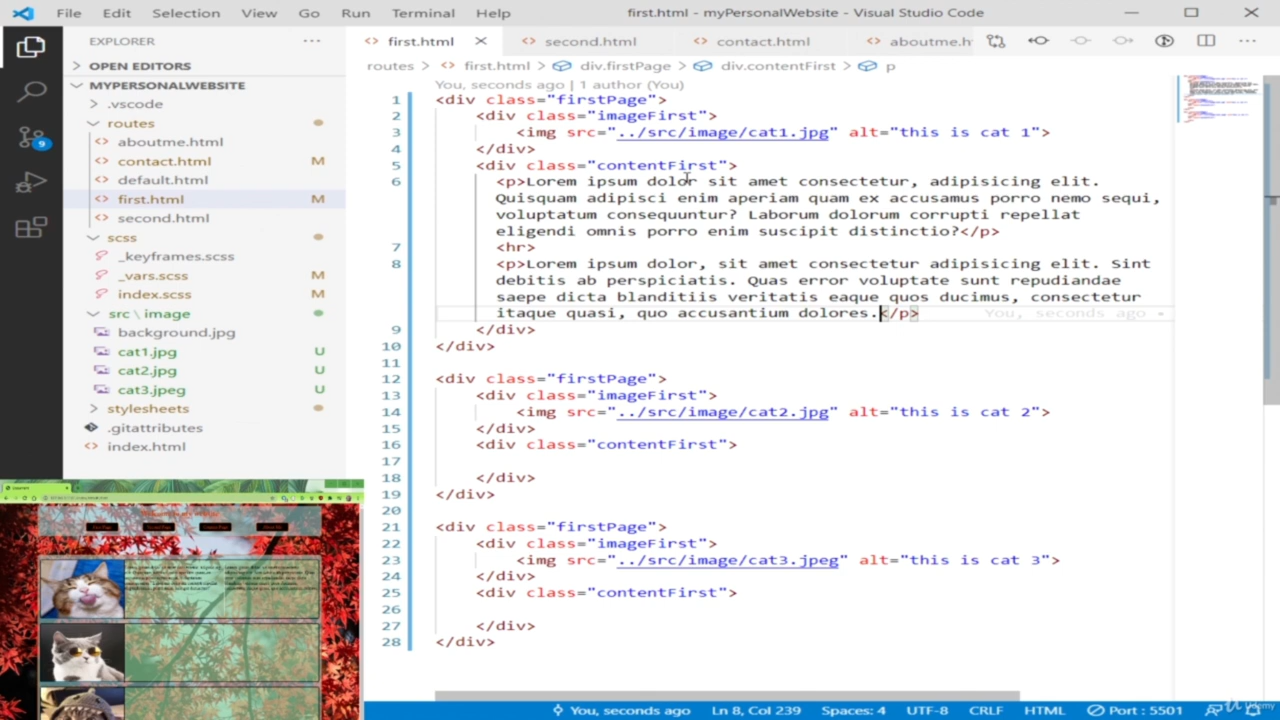 File Edit Selection View Go Run Terminal Help first.html - myPersonalWebsite - Visual Studio Code
EXPLORER
OPEN EDITORS
MYPERSONALWEBSITE
.vscode
routes
aboutme.html
contact.html M
default.html
first.html M
second.html
scss
_keyframes.scss
_vars.scss M
index.scss M
src \ image
background.jpg
cat1.jpg U
cat2.jpg U
cat3.jpeg U
stylesheets
.gitattributes
index.html
9
first.html second.html contact.html aboutme.h
routes > first.html > div.firstPage > div.contentFirst > p
You, seconds ago | 1 author (You)
1 <div class="firstPage">
2 <div class="imageFirst">
3 <img src="../src/image/cat1.jpg" alt="this is cat 1">
4 </div>
5 <div class="contentFirst">
6 <p>Lorem ipsum dolor sit amet consectetur, adipisicing elit.
Quisquam adipisci enim aperiam quam ex accusamus porro nemo sequi,
voluptatum consequuntur? Laborum dolorum corrupti repellat
eligendi omnis porro enim suscipit distinctio?</p>
7 <hr>
8 <p>Lorem ipsum dolor, sit amet consectetur adipisicing elit. Sint
debitis ab perspiciatis. Quas error voluptate sunt repudiandae
saepe dicta blanditiis veritatis eaque quos ducimus, consectetur
itaque quasi, quo accusantium dolores.</p> You, seconds ago •
9 </div>
10 </div>
11
12 <div class="firstPage">
13 <div class="imageFirst">
14 <img src="../src/image/cat2.jpg" alt="this is cat 2">
15 </div>
16 <div class="contentFirst">
17
18 </div>
19 </div>
20
21 <div class="firstPage">
22 <div class="imageFirst">
23 <img src="../src/image/cat3.jpeg" alt="this is cat 3">
24 </div>
25 <div class="contentFirst">
26
27 </div>
28 </div>
You, seconds ago Ln 8, Col 239 Spaces: 4 UTF-8 CRLF HTML Port : 5501
Udemy